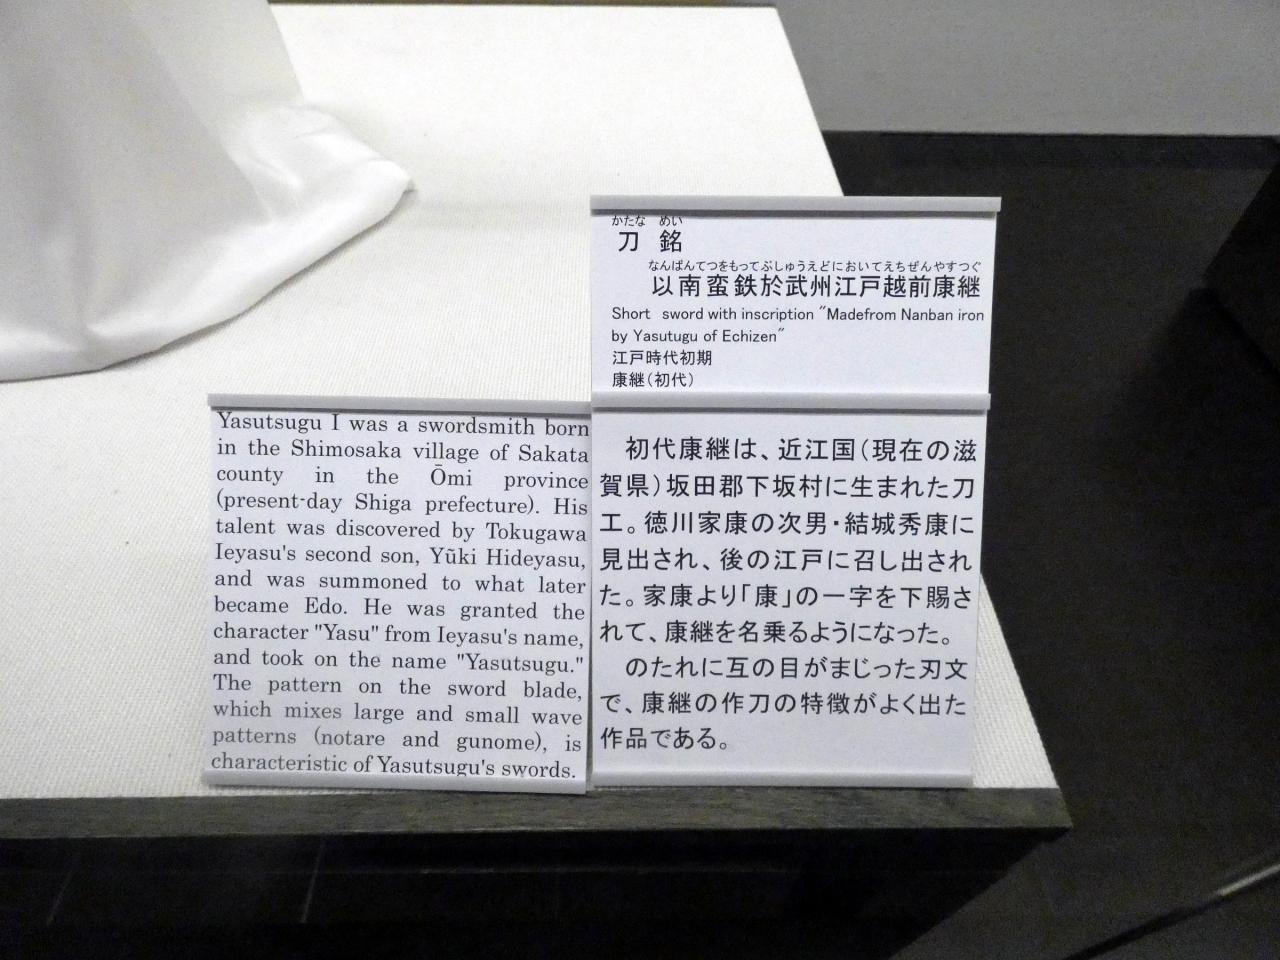 かたな めい
刀 銘
なんばんてつをもってぶしゅうえどにおいてえちぜんやすつぐ
以南蛮鉄於武州江戸越前康継
Short sword with inscription "Madefrom Nanban iron
by Yasutugu of Echizen"
江戸時代初期
康継(初代)
Yasutsugu I was a swordsmith born
in the Shimosaka village of Sakata
county in the Ōmi province
(present-day Shiga prefecture). His
talent was discovered by Tokugawa
Ieyasu's second son, Yūki Hideyasu,
and was summoned to what later
became Edo. He was granted the
character "Yasu" from Ieyasu's name,
and took on the name "Yasutsugu."
The pattern on the sword blade,
which mixes large and small wave
patterns (notare and gunome), is
characteristic of Yasutsugu's swords.
初代康継は、近江国(現在の滋
賀県)坂田郡下坂村に生まれた刀
工。徳川家康の次男・結城秀康に
見出され、後の江戸に召し出され
た。家康より「康」の一字を下賜さ
れて、康継を名乗るようになった。
のたれに互の目がまじった刃文
で、康継の作刀の特徴がよく出た
作品である。